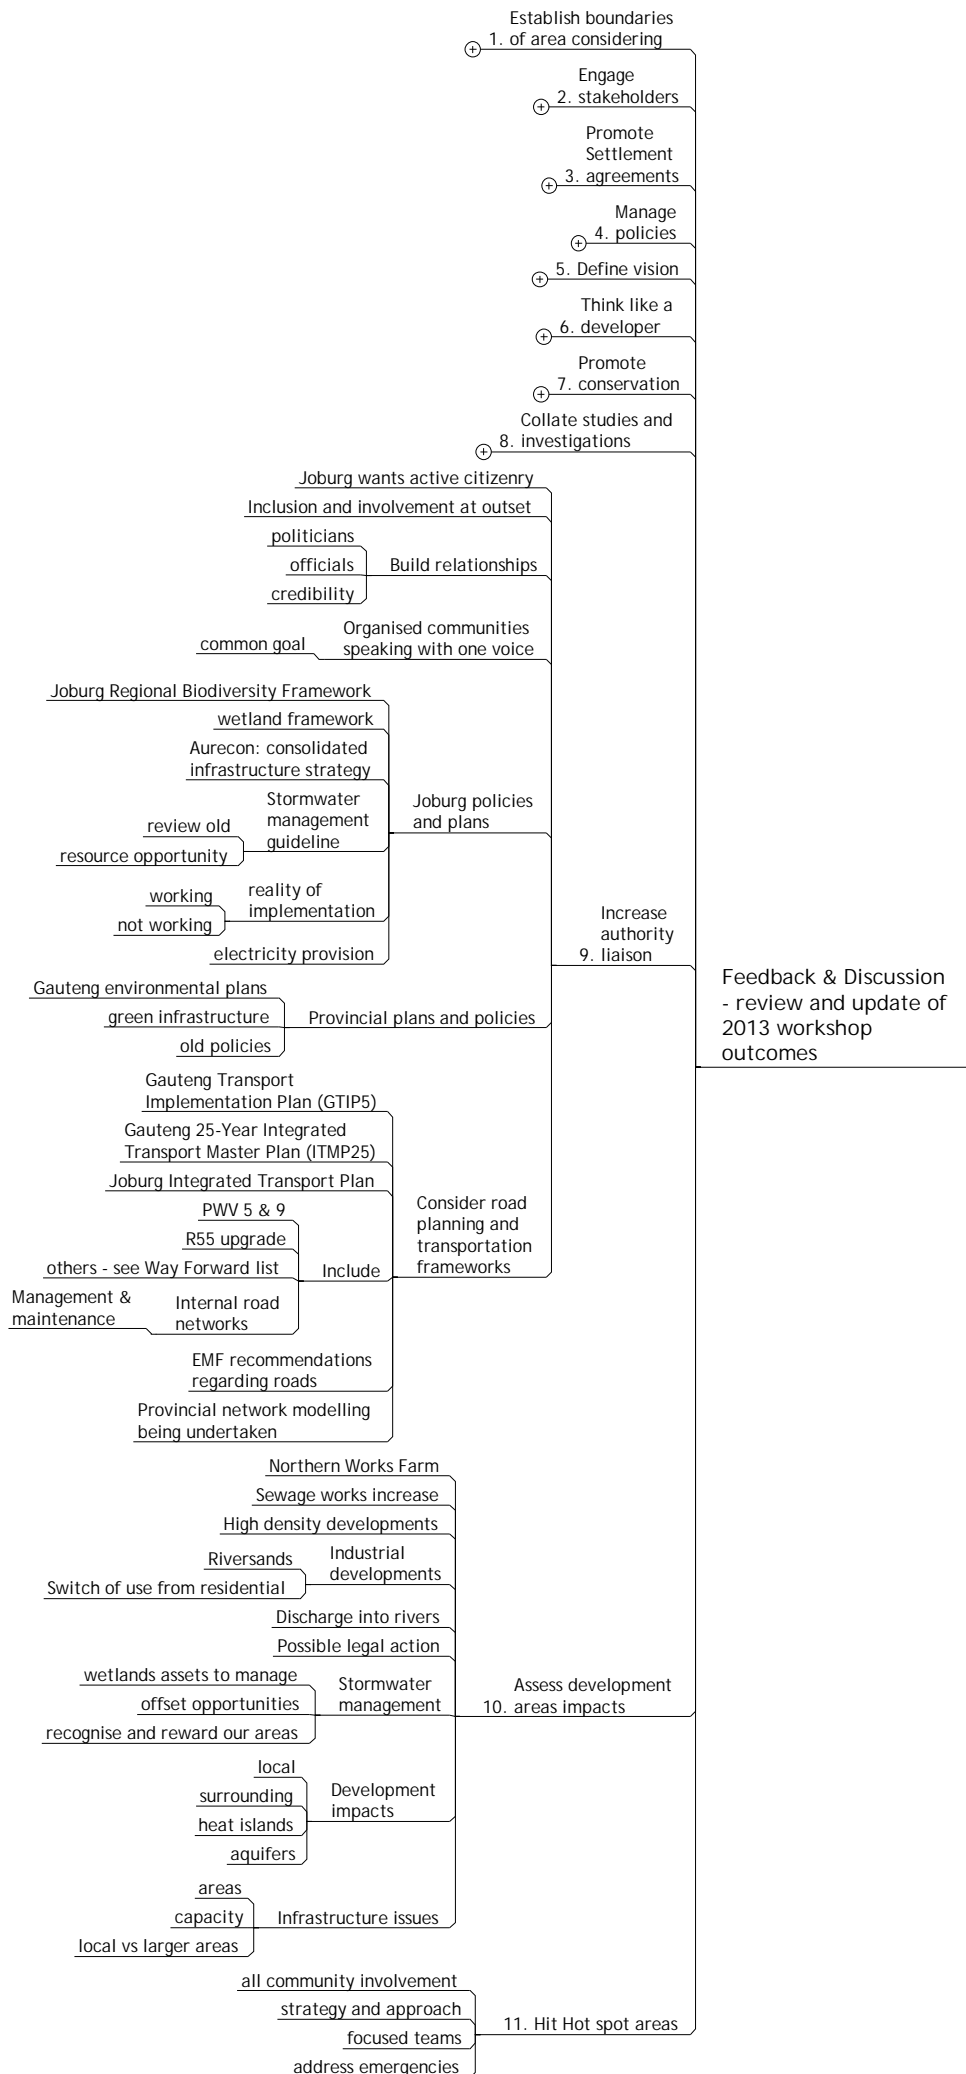 Establish boundaries
1. of area considering
Engage
2. stakeholders
Promote
Settlement
3. agreements
Manage
4. policies
5. Define vision
Think like a
6. developer
Promote
7. conservation
Collate studies and
8. investigations
Joburg wants active citizenry
Inclusion and involvement at outset
politicians
officials
credibility
Build relationships
common goal
Organised communities
speaking with one voice
Joburg Regional Biodiversity Framework
wetland framework
Aurecon: consolidated
infrastructure strategy
review old
resource opportunity
Stormwater
management
guideline
working
not working
reality of
implementation
electricity provision
Joburg policies
and plans
Gauteng environmental plans
green infrastructure
old policies
Provincial plans and policies
Gauteng Transport
Implementation Plan (GTIP5)
Gauteng 25-Year Integrated
Transport Master Plan (ITMP25)
Joburg Integrated Transport Plan
PWV 5 & 9
R55 upgrade
others - see Way Forward list
Management &
maintenance
Internal road
networks
Include
EMF recommendations
regarding roads
Provincial network modelling
being undertaken
Consider road
planning and
transportation
frameworks
Increase
authority
9. liaison
Northern Works Farm
Sewage works increase
High density developments
Riversands
Switch of use from residential
Industrial
developments
Discharge into rivers
Possible legal action
wetlands assets to manage
offset opportunities
recognise and reward our areas
Stormwater
management
local
surrounding
heat islands
aquifers
Development
impacts
areas
capacity
local vs larger areas
Infrastructure issues
Assess development
10. areas impacts
all community involvement
strategy and approach
focused teams
address emergencies
11. Hit Hot spot areas
Feedback & Discussion
- review and update of
2013 workshop
outcomes